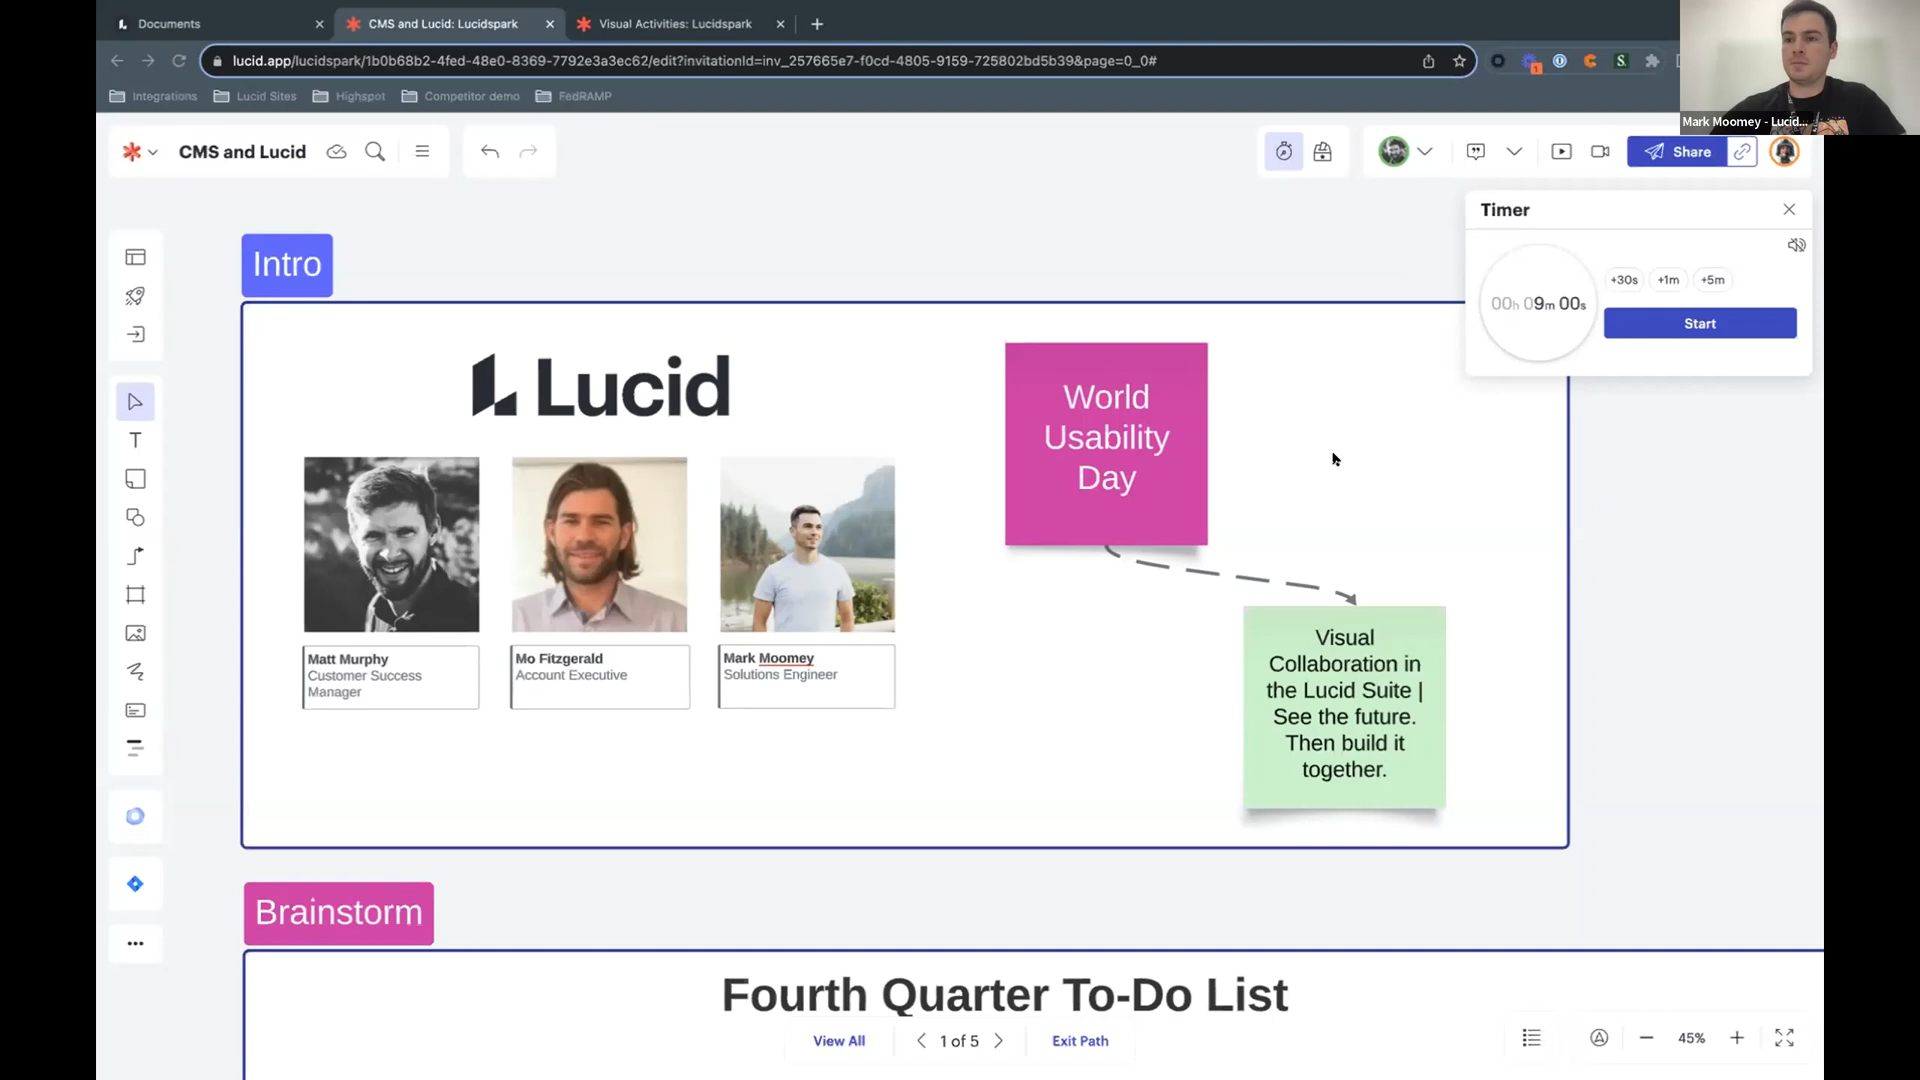 Documents
CMS and Lucid: Lucidspark
Visual Activities: Lucidspark
lucid.app/lucidspark/1b0b68b2-4fed-48e0-8369-7792e3a3ec62/edit?invitationId=inv_257665e7-f0cd-4805-9159-725802bd5b39&page=0_0#
Integrations
Lucid Sites
Highspot
Competitor demo
FedRAMP
Mark Moomey - Lucid...
CMS and Lucid
Share
Timer
00h 09m 00s
+30s
+1m
+5m
Start
Intro
Lucid
World
Usability
Day
Matt Murphy
Customer Success
Manager
Mo Fitzgerald
Account Executive
Mark Moomey
Solutions Engineer
Visual
Collaboration in
the Lucid Suite |
See the future.
Then build it
together.
Brainstorm
Fourth Quarter To-Do List
View All
1 of 5
Exit Path
45%